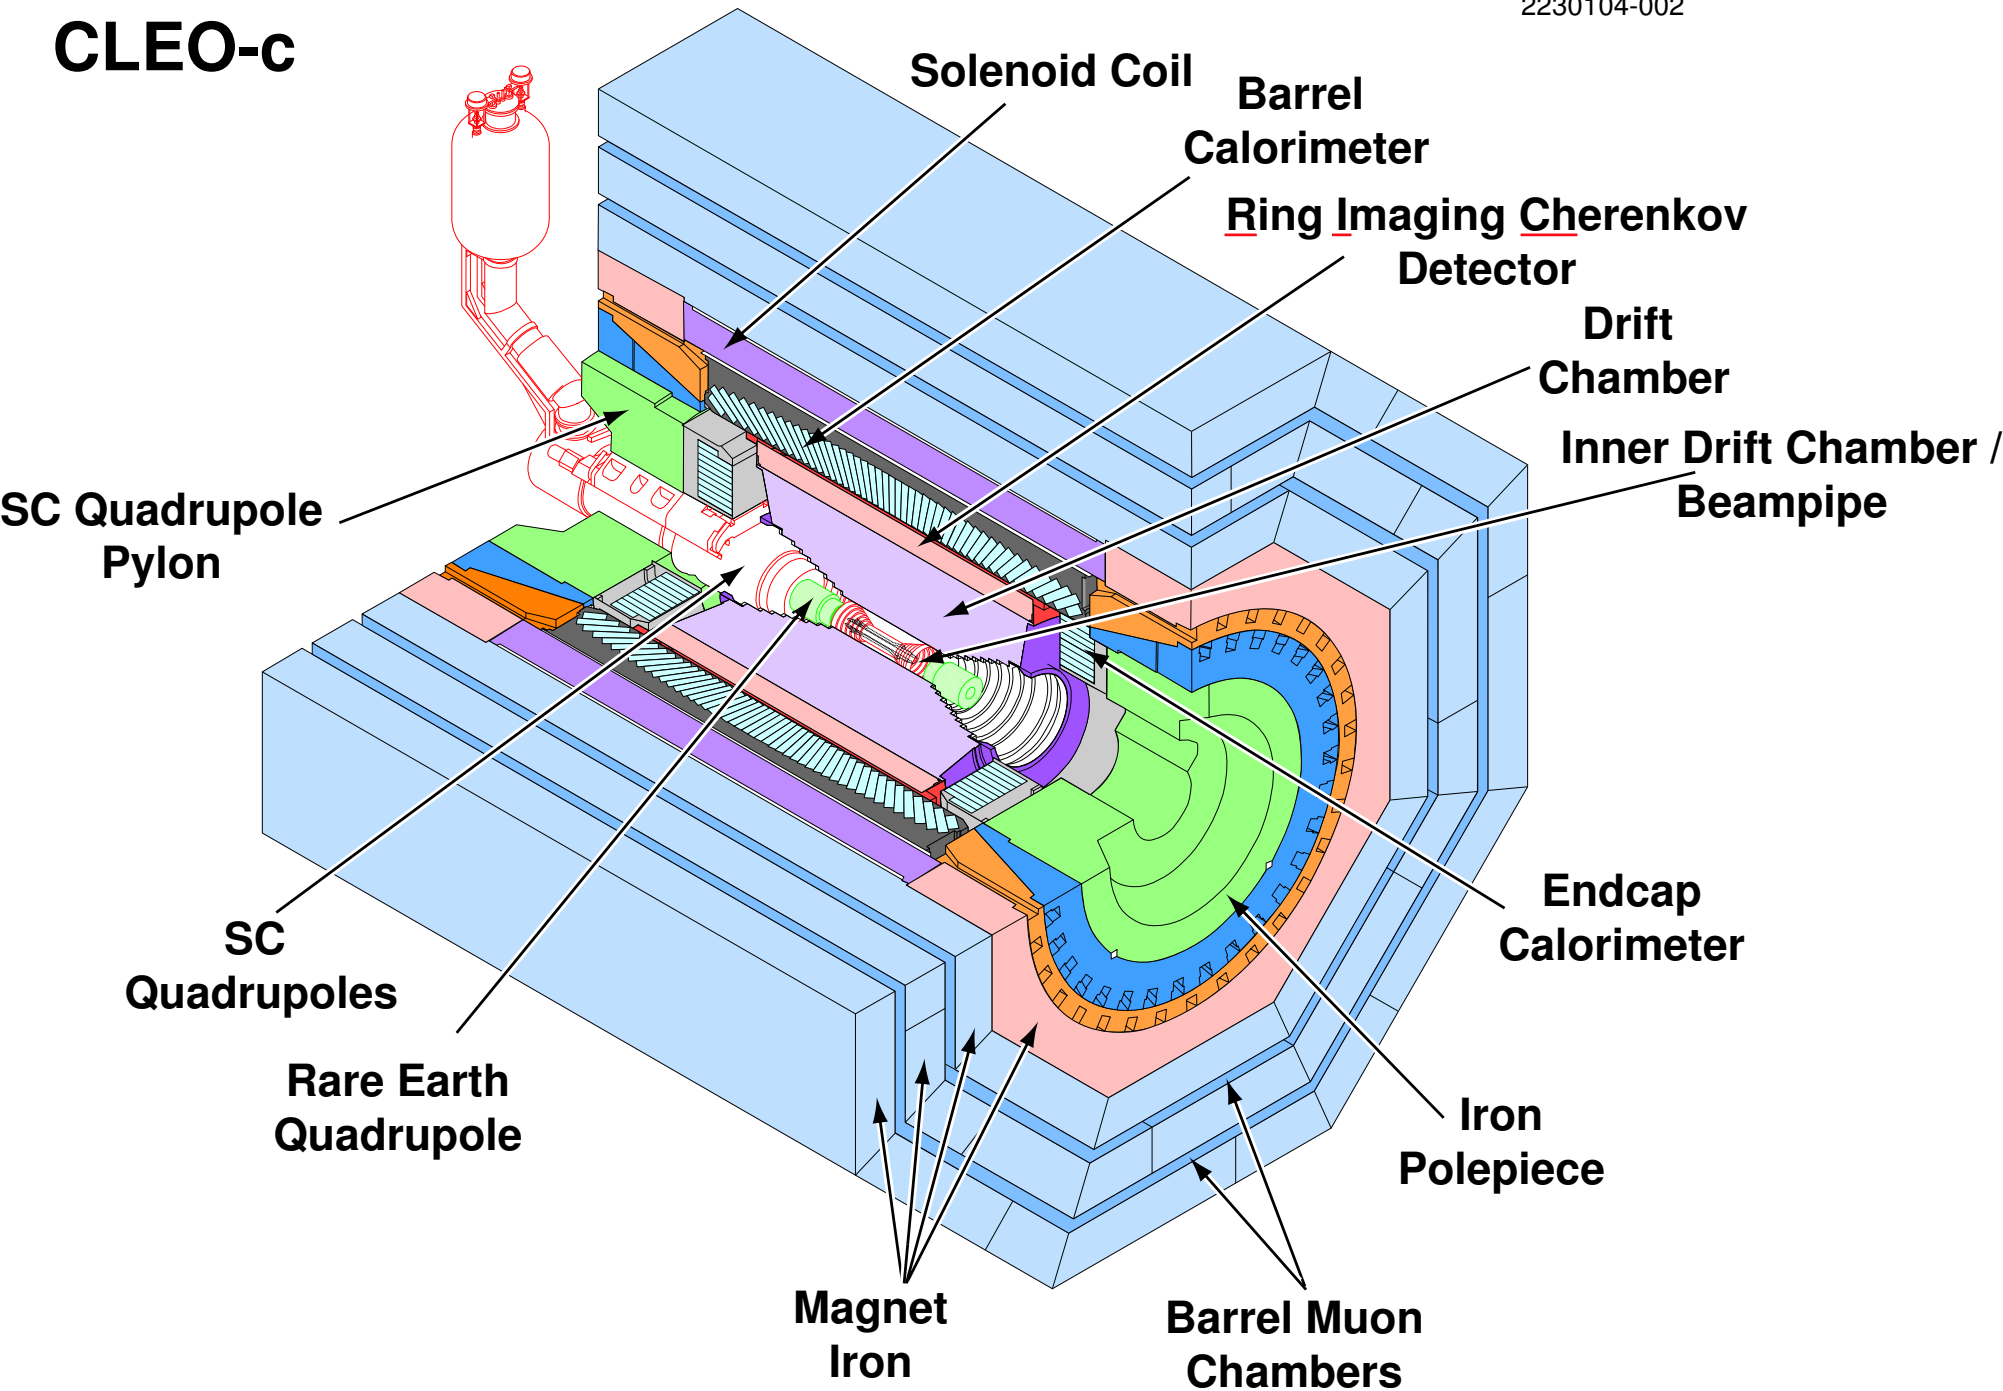 2230104-002
CLEO-c
Solenoid Coil
Barrel
Calorimeter
Ring Imaging Cherenkov
Detector
Drift
Chamber
Inner Drift Chamber /
Beampipe
SC Quadrupole
Pylon
Endcap
Calorimeter
SC
Quadrupoles
Rare Earth
Quadrupole
Iron
Polepiece
Magnet
Iron
Barrel Muon
Chambers